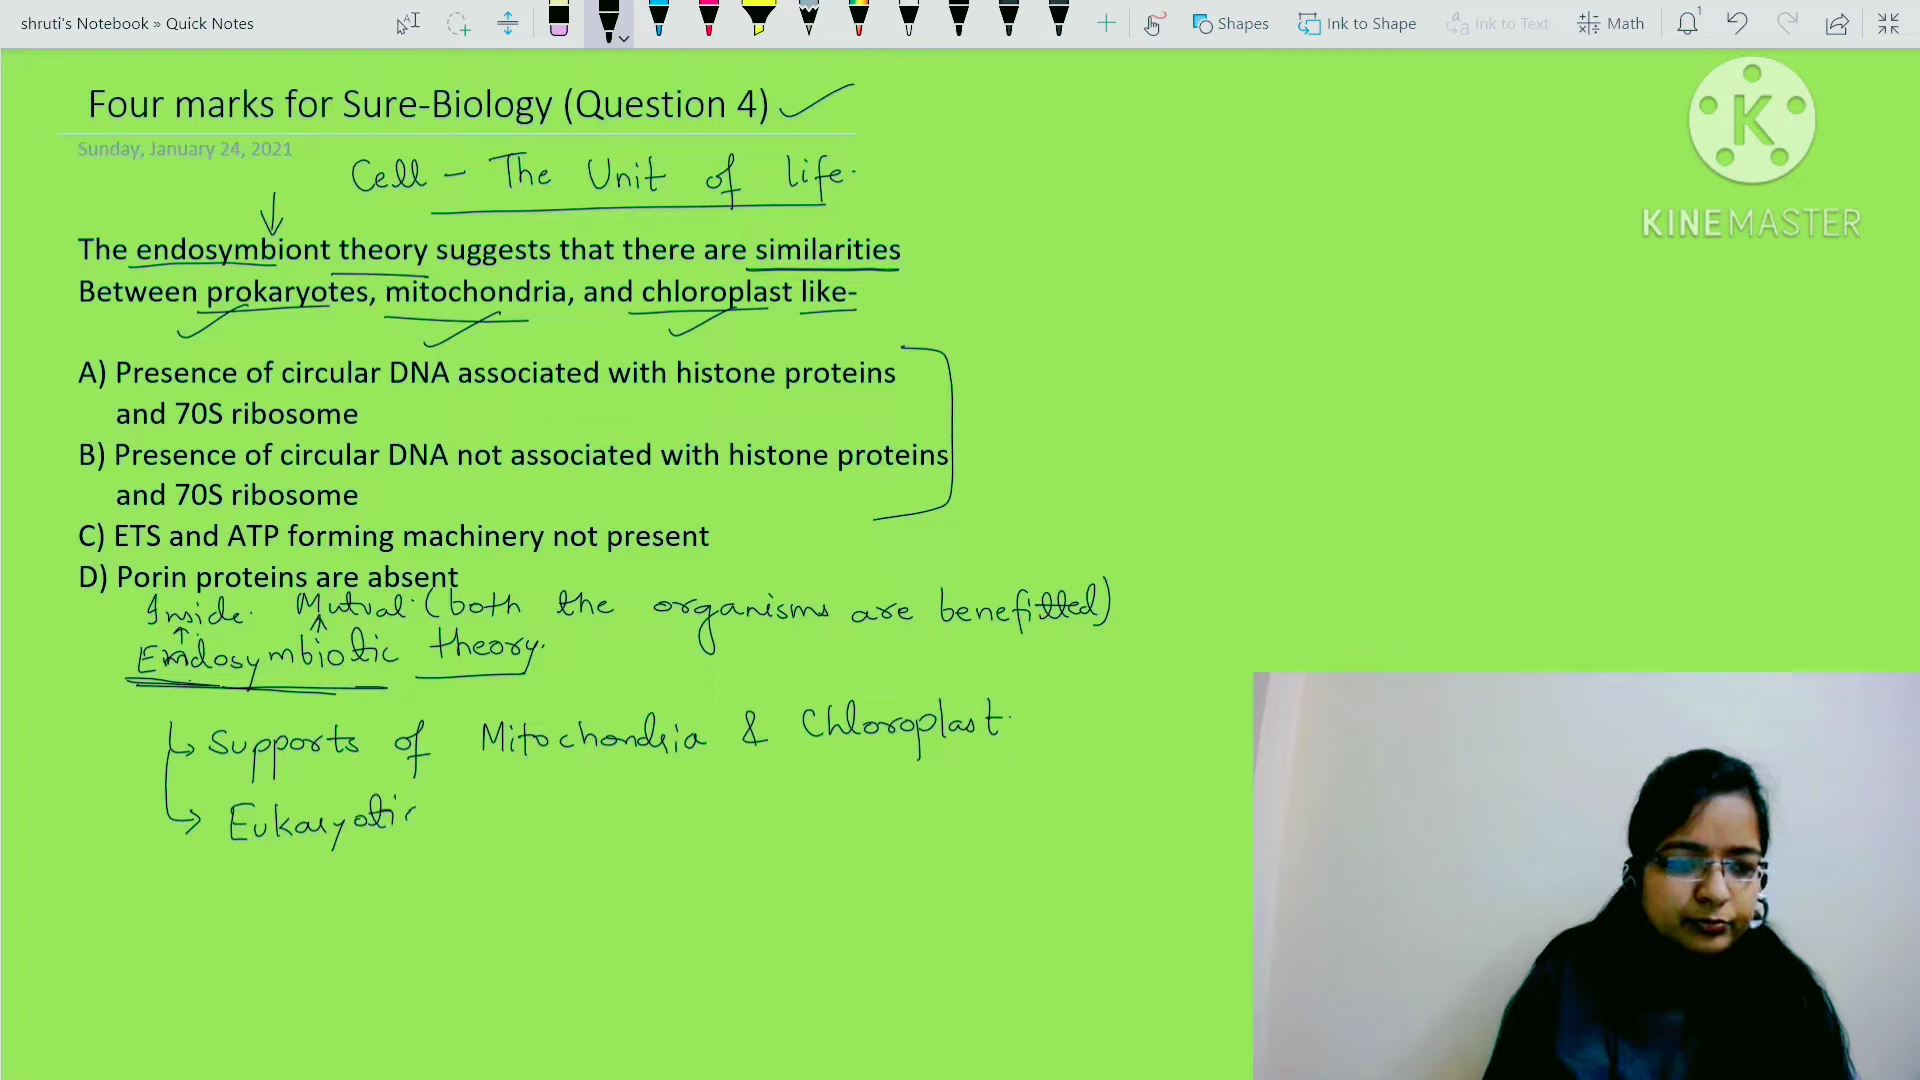 shruti's Notebook » Quick Notes
Shapes
Ink to Shape
Ink to Text
Math
1
Four marks for Sure-Biology (Question 4)
Sunday, January 24, 2021
Cell - The Unit of life.
The endosymbiont theory suggests that there are similarities
Between prokaryotes, mitochondria, and chloroplast like-
A) Presence of circular DNA associated with histone proteins
and 70S ribosome
B) Presence of circular DNA not associated with histone proteins
and 70S ribosome
C) ETS and ATP forming machinery not present
D) Porin proteins are absent
Inside. Mutual. (both the organisms are benefitted)
Endosymbiotic theory.
Supports of Mitochondria & Chloroplast.
Eukaryotic
K
KINEMASTER